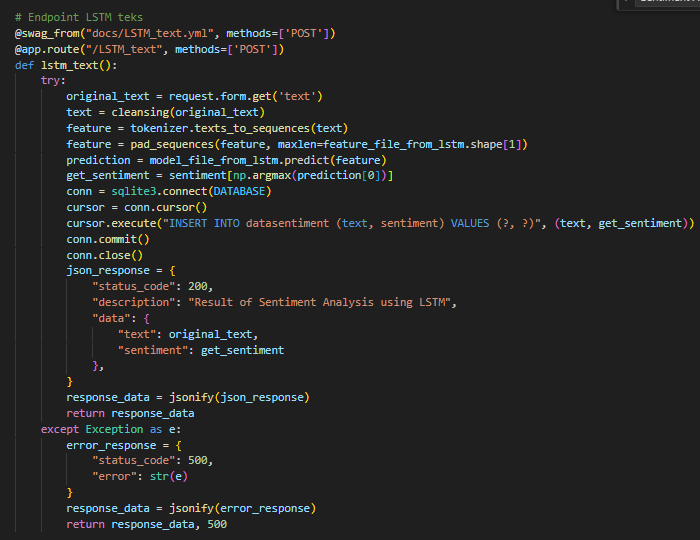 # Endpoint LSTM teks
@swag_from("docs/LSTM_text.yml", methods=['POST'])
@app.route("/LSTM_text", methods=['POST'])
def lstm_text():
    try:
        original_text = request.form.get('text')
        text = cleansing(original_text)
        feature = tokenizer.texts_to_sequences(text)
        feature = pad_sequences(feature, maxlen=feature_file_from_lstm.shape[1])
        prediction = model_file_from_lstm.predict(feature)
        get_sentiment = sentiment[np.argmax(prediction[0])]
        conn = sqlite3.connect(DATABASE)
        cursor = conn.cursor()
        cursor.execute("INSERT INTO datasentiment (text, sentiment) VALUES (?, ?)", (text, get_sentiment))
        conn.commit()
        conn.close()
        json_response = {
            "status_code": 200,
            "description": "Result of Sentiment Analysis using LSTM",
            "data": {
                "text": original_text,
                "sentiment": get_sentiment
            },
        }
        response_data = jsonify(json_response)
        return response_data
    except Exception as e:
        error_response = {
            "status_code": 500,
            "error": str(e)
        }
        response_data = jsonify(error_response)
        return response_data, 500